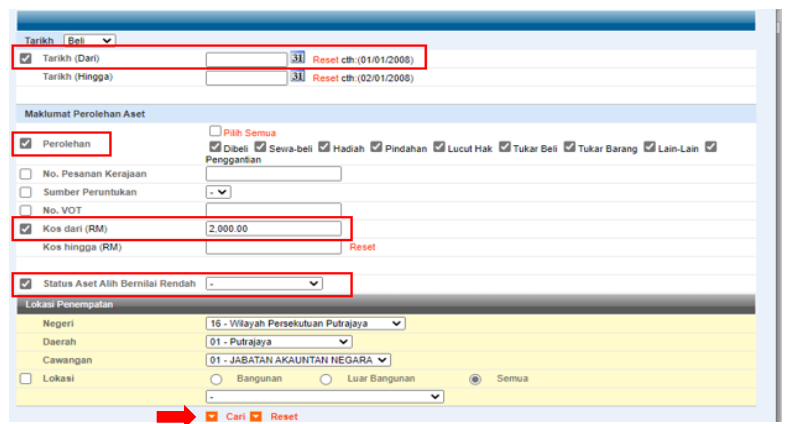 Tarikh Beli
Tarikh (Dari) 31 Reset cth:(01/01/2008)
Tarikh (Hingga) 31 Reset cth:(02/01/2008)
Maklumat Perolehan Aset
Pilih Semua
Perolehan Dibeli Sewa-beli Hadiah Pindahan Lucut Hak Tukar Beli Tukar Barang Lain-Lain
Penggantian
No. Pesanan Kerajaan
Sumber Peruntukan -
No. VOT
Kos dari (RM) 2,000.00
Kos hingga (RM) Reset
Status Aset Alih Bernilai Rendah -
Lokasi Penempatan
Negeri 16 - Wilayah Persekutuan Putrajaya
Daerah 01 - Putrajaya
Cawangan 01 - JABATAN AKAUNTAN NEGARA
Lokasi Bangunan Luar Bangunan Semua
-
Cari Reset